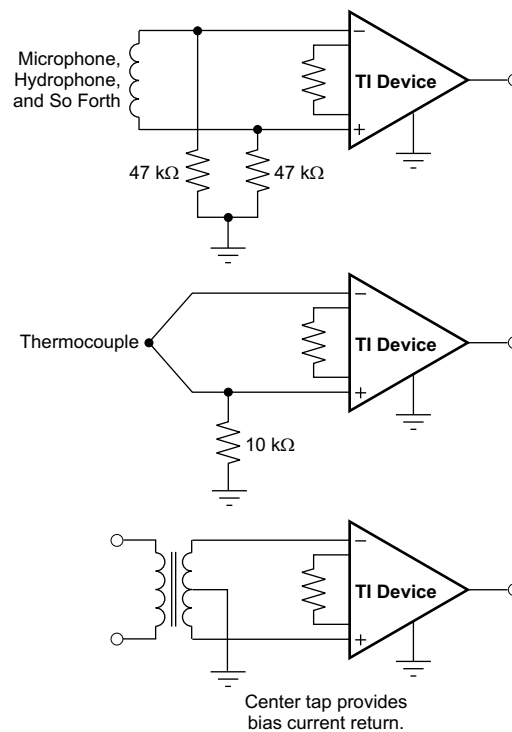 Microphone,
Hydrophone,
and So Forth
−
TI Device
+
47 kΩ
47 kΩ
Thermocouple
−
TI Device
+
10 kΩ
−
TI Device
+
Center tap provides
bias current return.